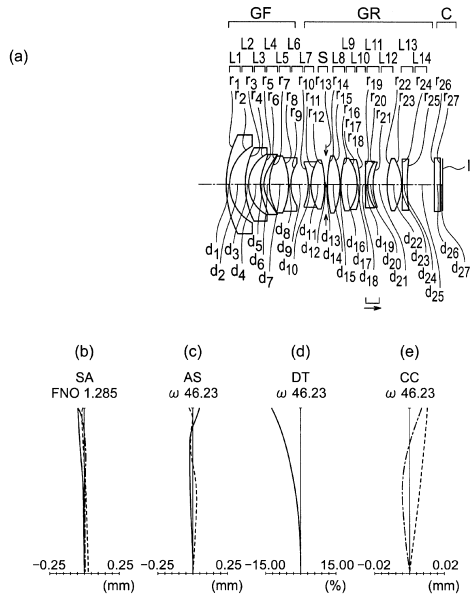 (a)
GF GR C
L2 L4 L6 L9 L11 L13
L1 L3 L5 L7 S L8 L10 L12 L14
r1 r3 r5 r7 r10 r13 r14 r19 r22 r24 r26
r2 r4 r6 r8 r11 r15 r20 r23 r25 r27
r9 r12 r16 r21
r17
r18
I
d1 d3 d5 d8 d11 d13 d16 d19 d22 d26
d2 d4 d6 d9 d12 d14 d17 d20 d23 d27
d7 d10 d15 d18 d21 d24
d25
(b) (c) (d) (e)
SA AS DT CC
FNO 1.285 ω 46.23 ω 46.23 ω 46.23
-0.25 0.25 -0.25 0.25 -15.00 15.00 -0.02 0.02
(mm) (mm) (%) (mm)